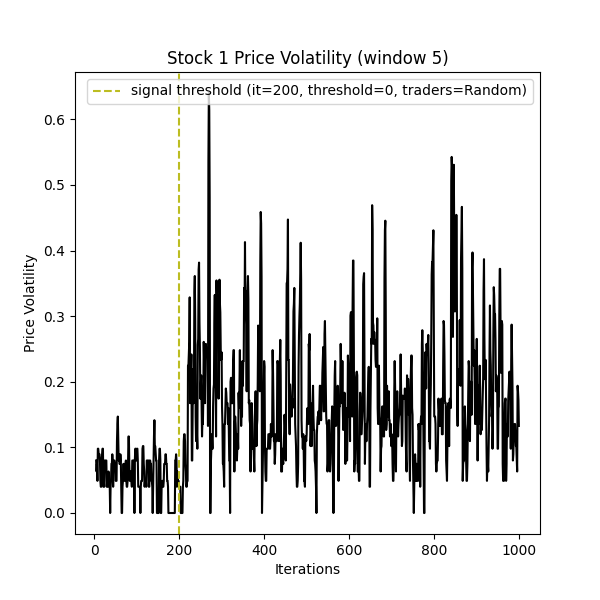 Stock 1 Price Volatility (window 5)
signal threshold (it=200, threshold=0, traders=Random)
Price Volatility
0.6
0.5
0.4
0.3
0.2
0.1
0.0
0 200 400 600 800 1000
Iterations